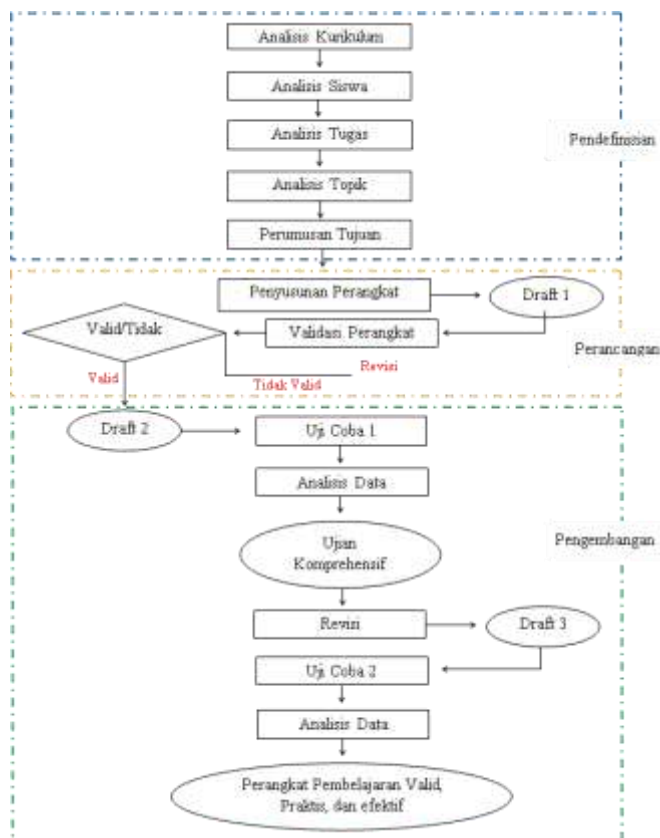 Analisis Kurikulum
Analisis Siswa
Analisis Tugas
Pendefinisian
Analisis Topik
Perumusan Tujuan
Penyusunan Perangkat
Draft 1
Valid/Tidak
Validasi Perangkat
Perancangan
Revisi
Valid
Tidak Valid
Draft 2
Uji Coba 1
Analisis Data
Pengembangan
Ujian
Komprehensif
Revisi
Draft 3
Uji Coba 2
Analisis Data
Perangkat Pembelajaran Valid,
Praktis, dan efektif